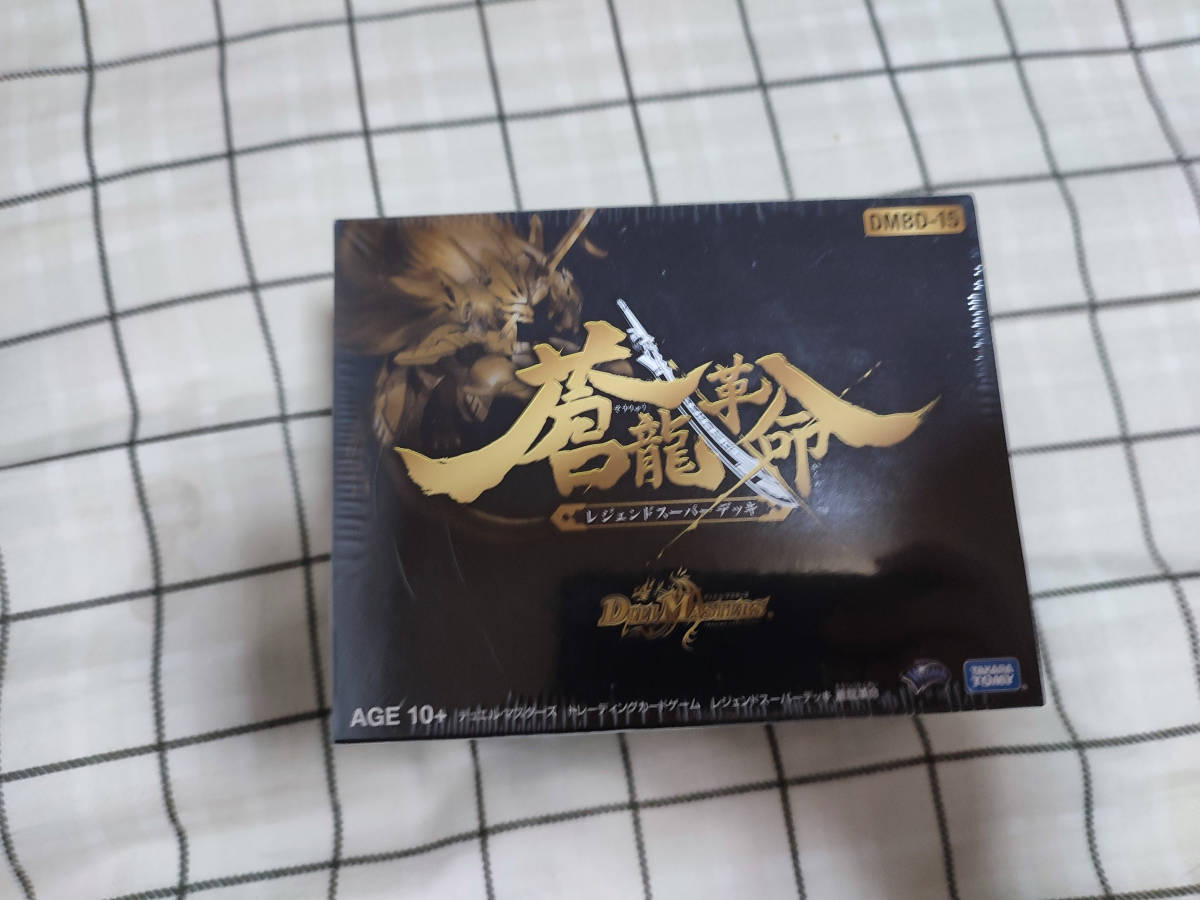 DMBD-15
蒼龍革命
レジェンドスーパーデッキ
DUEL MASTERS
TAKARA TOMY
AGE 10+ デュエル・マスターズ トレーディングカードゲーム レジェンドスーパーデッキ 蒼龍革命